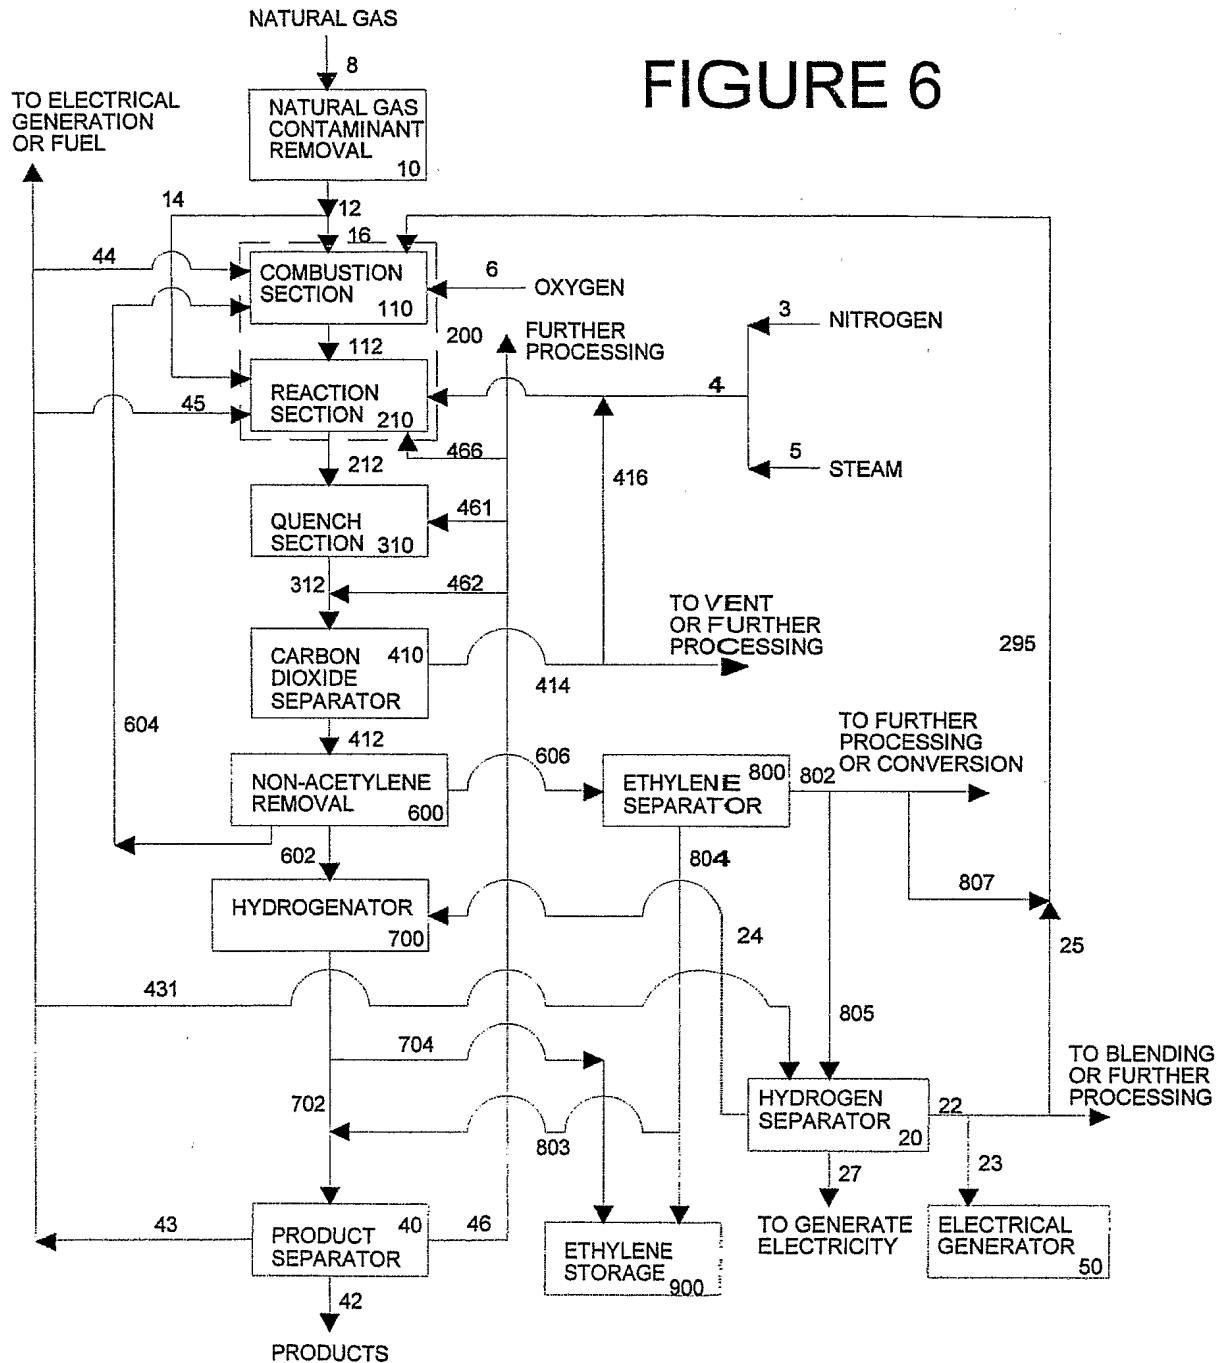 NATURAL GAS
8
FIGURE 6
TO ELECTRICAL
GENERATION
OR FUEL
NATURAL GAS
CONTAMINANT
REMOVAL
10
14
12
16
44
COMBUSTION
SECTION
110
6
OXYGEN
3
NITROGEN
200
FURTHER
PROCESSING
112
45
REACTION
SECTION
210
4
466
5
STEAM
212
416
461
QUENCH
SECTION
310
312
462
TO VENT
OR FURTHER
PROCESSING
295
CARBON
DIOXIDE
SEPARATOR
410
414
604
412
606
TO FURTHER
PROCESSING
OR CONVERSION
NON-ACETYLENE
REMOVAL
600
ETHYLENE
SEPARATOR
800
802
602
804
807
HYDROGENATOR
700
24
25
431
805
704
TO BLENDING
OR FURTHER
PROCESSING
702
803
HYDROGEN
SEPARATOR
20
22
27
23
43
PRODUCT
SEPARATOR
40
46
ETHYLENE
STORAGE
900
TO GENERATE
ELECTRICITY
ELECTRICAL
GENERATOR
50
42
PRODUCTS